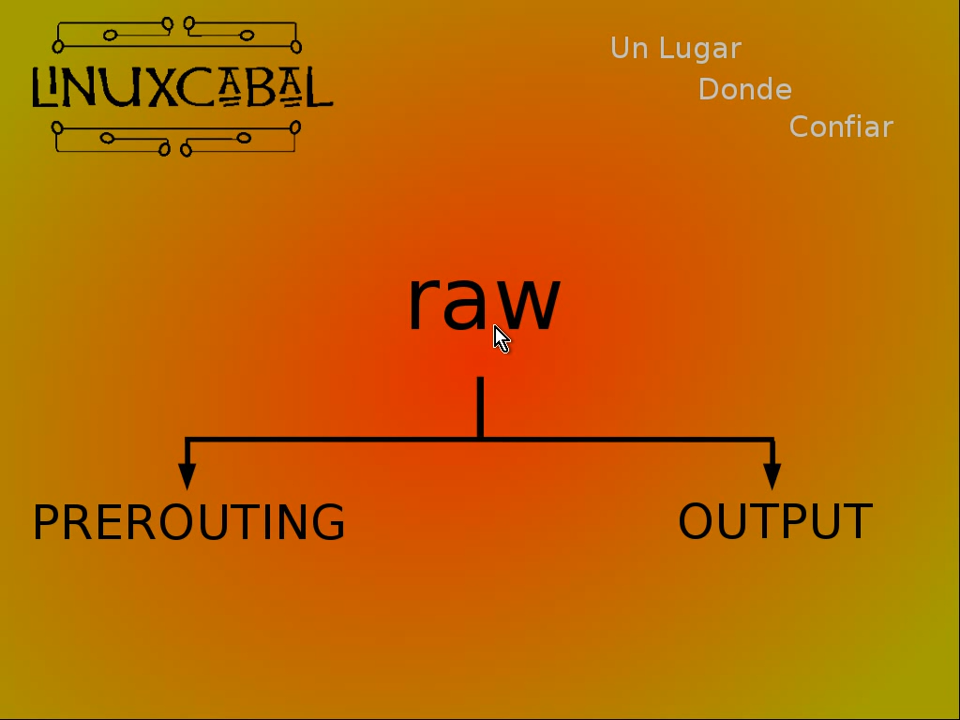 LINUXCABAL
Un Lugar
Donde
Confiar
raw
PREROUTING
OUTPUT